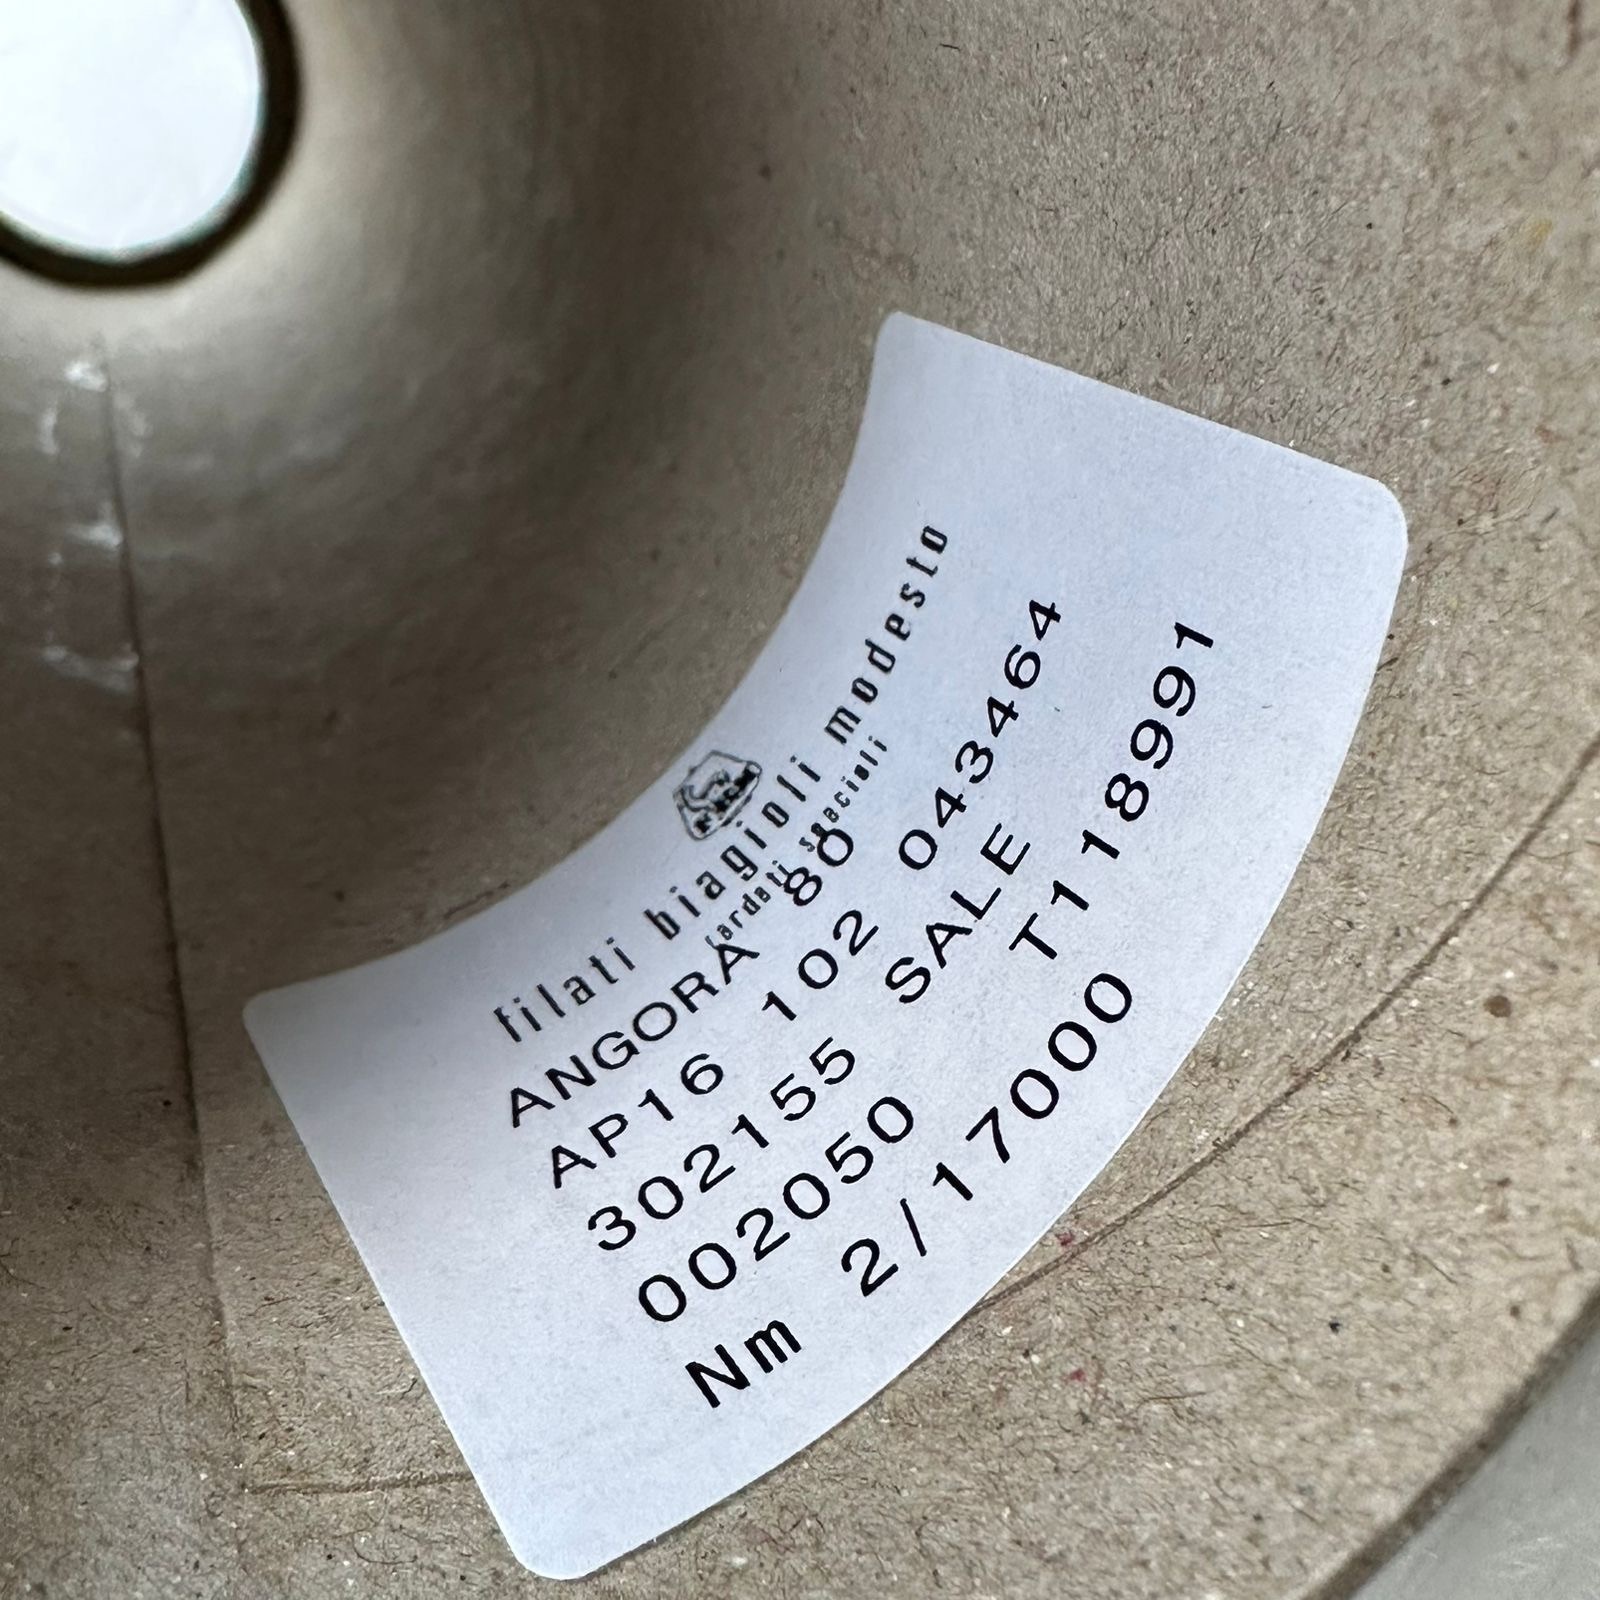 filati biagioli modesto
cardati speciali
ANGORA 80
AP16 102 043464
302155 SALE
002050 T118991
Nm 2/17000